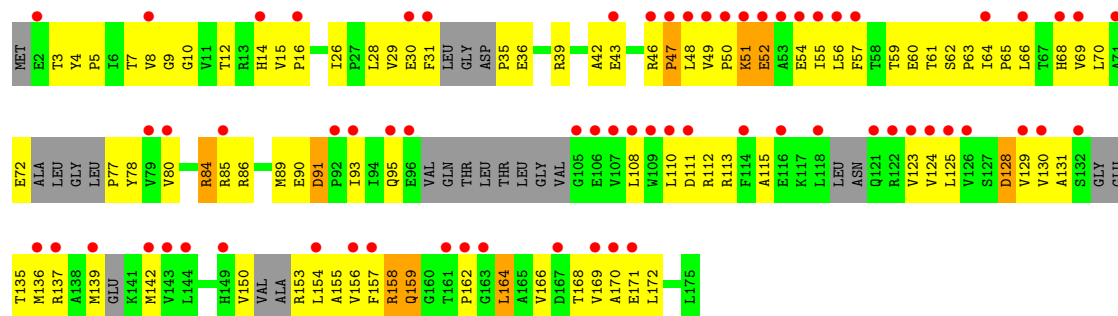 MET E2 T3 Y4 P5 I6 T7 V8 G9 G10 V11 T12 R13 H14 V15 P16 I26 P27 L28 V29 E30 F31 LEU GLY ASP P35 E36 R39 A42 E43 R46 P47 L48 V49 P50 K51 E52 A53 E54 I55 L56 F57 T58 T59 E60 T61 S62 P63 I64 P65 L66 T67 H68 V69 L70 A71
E72 ALA LEU GLY LEU P77 Y78 V79 V80 R84 R85 R86 M89 E90 D91 P92 I93 I94 Q95 E96 VAL GLN THR LEU THR LEU GLY VAL G105 E106 V107 L108 W109 L110 D111 R112 R113 F114 A115 E116 K117 L118 LEU ASN Q121 R122 V123 V124 L125 V126 S127 D128 V129 V130 A131 S132 GLY GLU
T135 M136 R137 A138 M139 GLU K141 M142 V143 L144 H149 V150 VAL ALA R153 L154 A155 V156 F157 R158 Q159 G160 T161 P162 G163 L164 A165 V166 D167 T168 V169 A170 E171 L172 L175